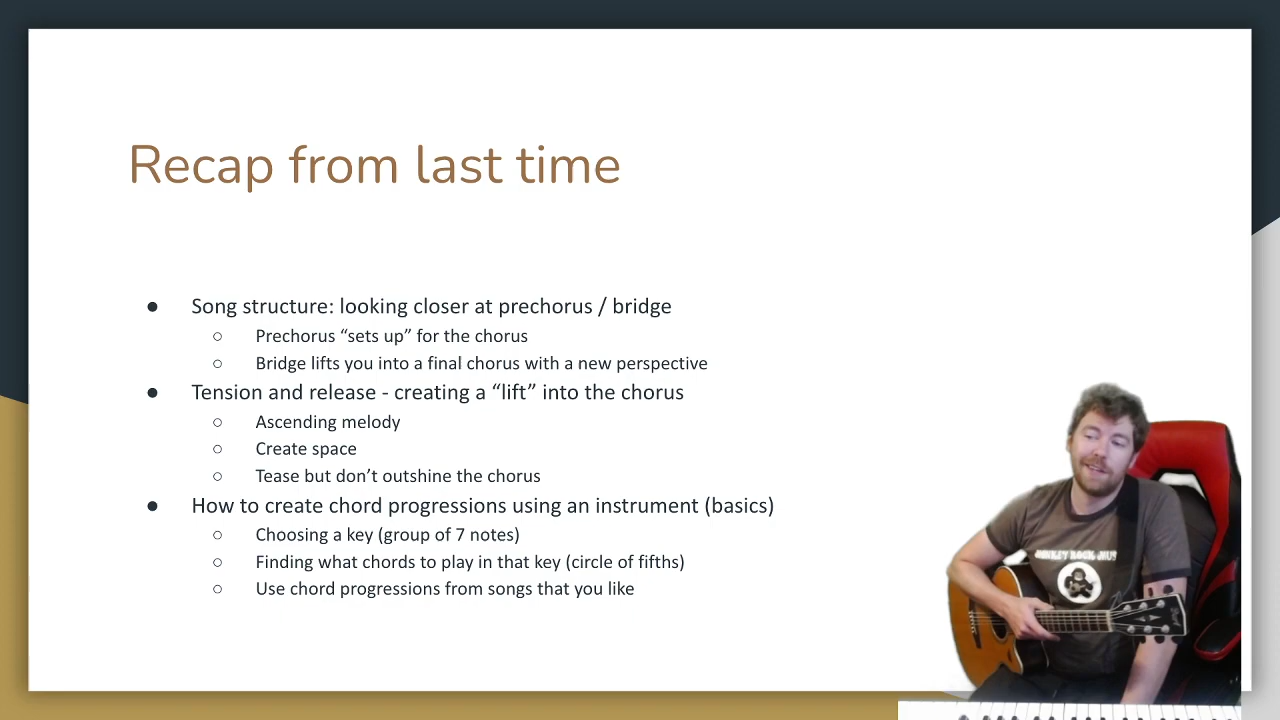 Recap from last time
● Song structure: looking closer at prechorus / bridge
○ Prechorus “sets up” for the chorus
○ Bridge lifts you into a final chorus with a new perspective
● Tension and release - creating a “lift” into the chorus
○ Ascending melody
○ Create space
○ Tease but don’t outshine the chorus
● How to create chord progressions using an instrument (basics)
○ Choosing a key (group of 7 notes)
○ Finding what chords to play in that key (circle of fifths)
○ Use chord progressions from songs that you like
MONKEY ROCK